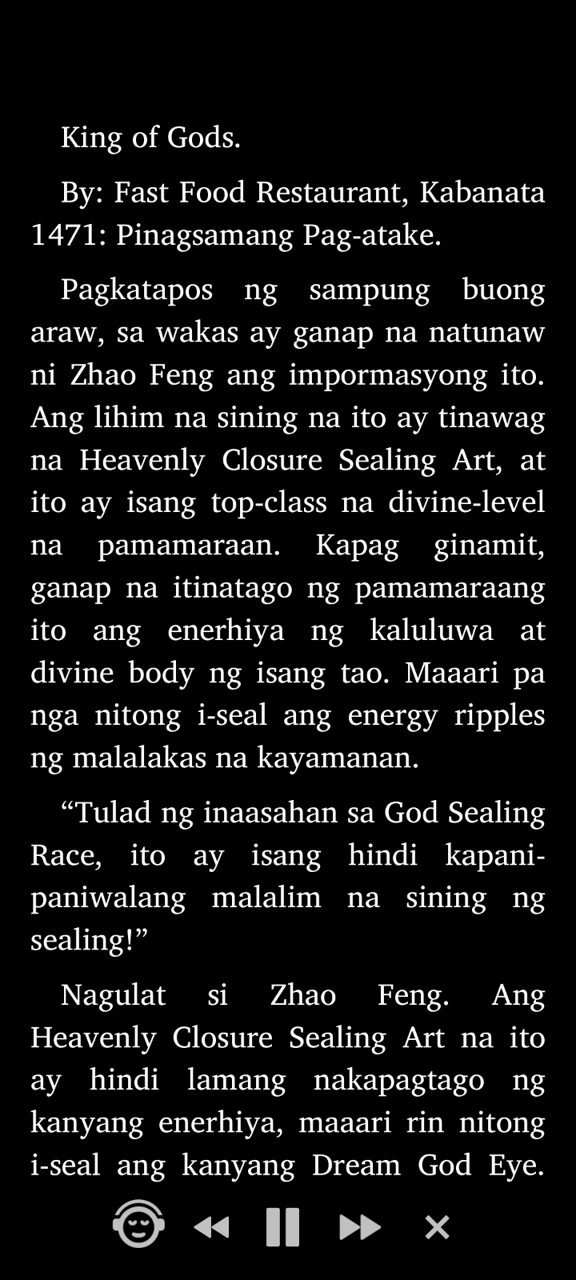 King of Gods.
By: Fast Food Restaurant, Kabanata
1471: Pinagsamang Pag-atake.
Pagkatapos ng sampung buong
araw, sa wakas ay ganap na natunaw
ni Zhao Feng ang impormasyong ito.
Ang lihim na sining na ito ay tinawag
na Heavenly Closure Sealing Art, at
ito ay isang top-class na divine-level
na pamamaraan. Kapag ginamit,
ganap na itinatago ng pamamaraang
ito ang enerhiya ng kaluluwa at
divine body ng isang tao. Maaari pa
nga nitong i-seal ang energy ripples
ng malalakas na kayamanan.
“Tulad ng inaasahan sa God Sealing
Race, ito ay isang hindi kapani-
paniwalang malalim na sining ng
sealing!”
Nagulat si Zhao Feng. Ang
Heavenly Closure Sealing Art na ito
ay hindi lamang nakapagtago ng
kanyang enerhiya, maaari rin nitong
i-seal ang kanyang Dream God Eye.